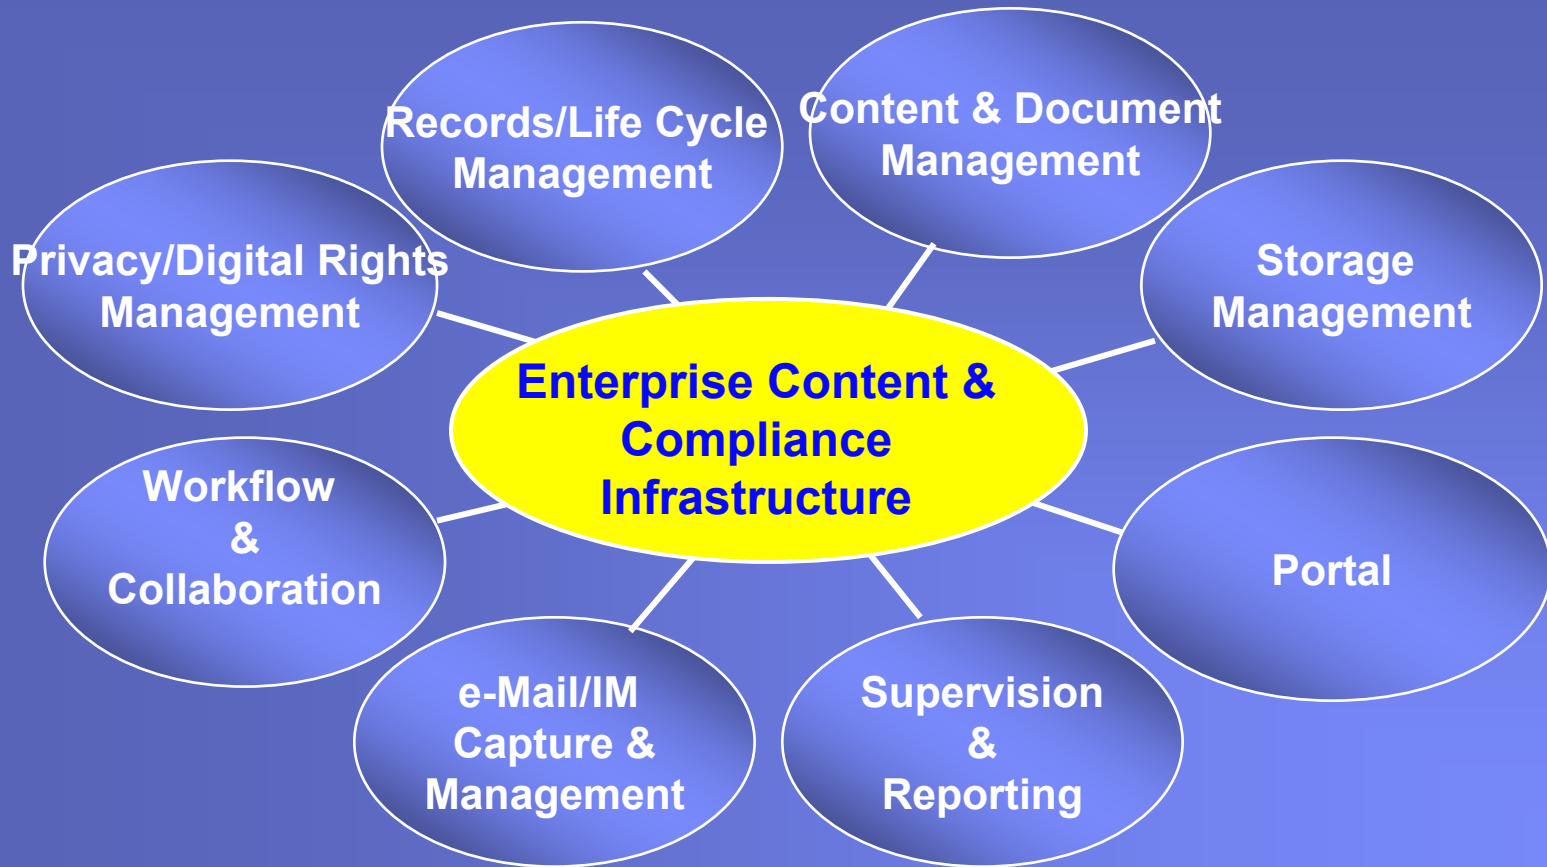 Records/Life Cycle
Management
Content & Document
Management
Privacy/Digital Rights
Management
Storage
Management
Enterprise Content &
Compliance
Infrastructure
Workflow
&
Collaboration
Portal
e-Mail/IM
Capture &
Management
Supervision
&
Reporting